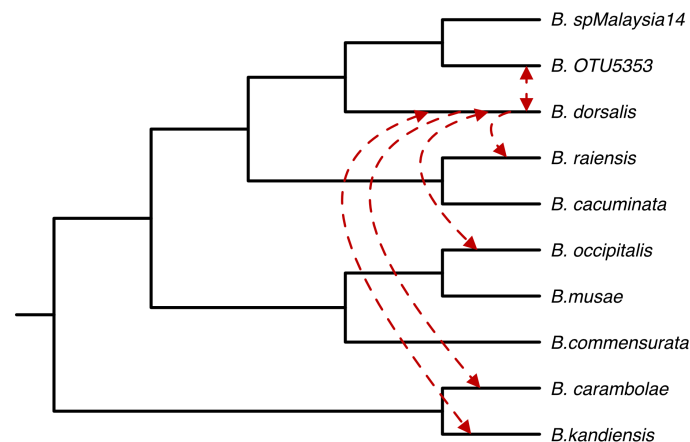 B. spMalaysia14
B. OTU5353
B. dorsalis
B. raiensis
B. cacuminata
B. occipitalis
B.musae
B.commensurata
B. carambolae
B.kandiensis